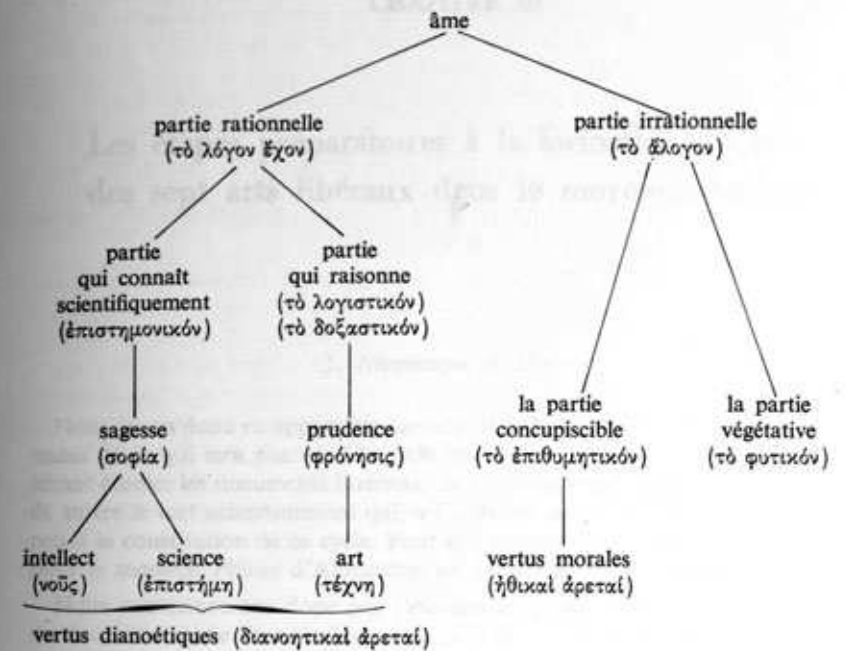 âme
partie rationnelle
(τὸ λόγον ἔχον)
partie irrationnelle
(τὸ ἄλογον)
partie
qui connaît
scientifiquement
(ἐπιστημονικόν)
partie
qui raisonne
(τὸ λογιστικόν)
(τὸ δοξαστικόν)
sagesse
(σοφία)
prudence
(φρόνησις)
la partie
concupiscible
(τὸ ἐπιθυμητικόν)
la partie
végétative
(τὸ φυτικόν)
intellect
(νοῦς)
science
(ἐπιστήμη)
art
(τέχνη)
vertus morales
(ἠθικαὶ ἀρεταί)
vertus dianoétiques (διανοητικαὶ ἀρεταί)